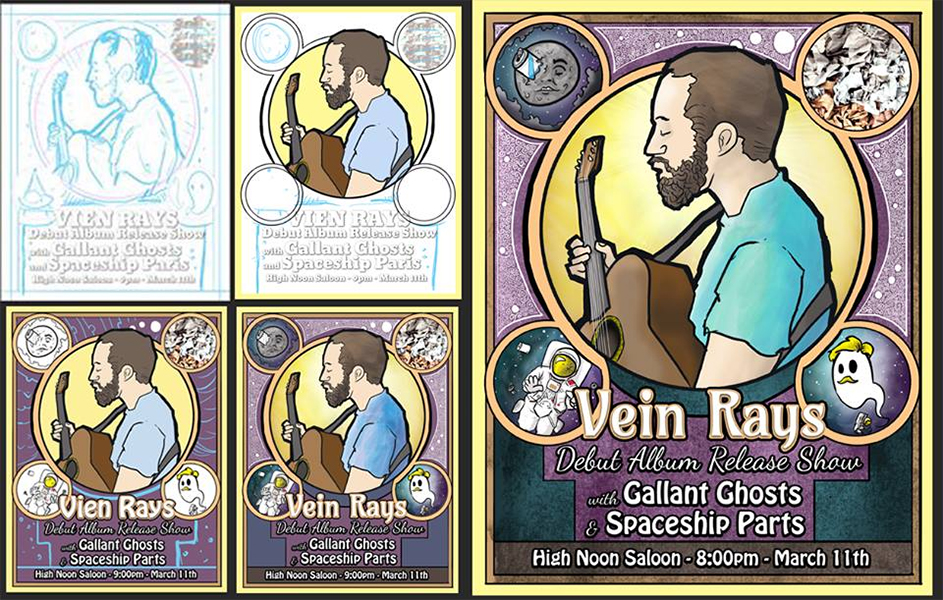 VIEN RAYS
Debut Album Release Show
with Gallant Ghosts
and Spaceship Parts
High Noon Saloon - 9pm - March 11th
VIEN RAYS
Debut Album Release Show
with Gallant Ghosts
and Spaceship Parts
High Noon Saloon - 9pm - March 11th
Vien Rays
Debut Album Release Show
with Gallant Ghosts
& Spaceship Parts
High Noon Saloon - 9:00pm - March 11th
Vein Rays
Debut Album Release Show
with Gallant Ghosts
& Spaceship Parts
High Noon Saloon - 9:00pm - March 11th
Vein Rays
Debut Album Release Show
with Gallant Ghosts
& Spaceship Parts
High Noon Saloon - 8:00pm - March 11th